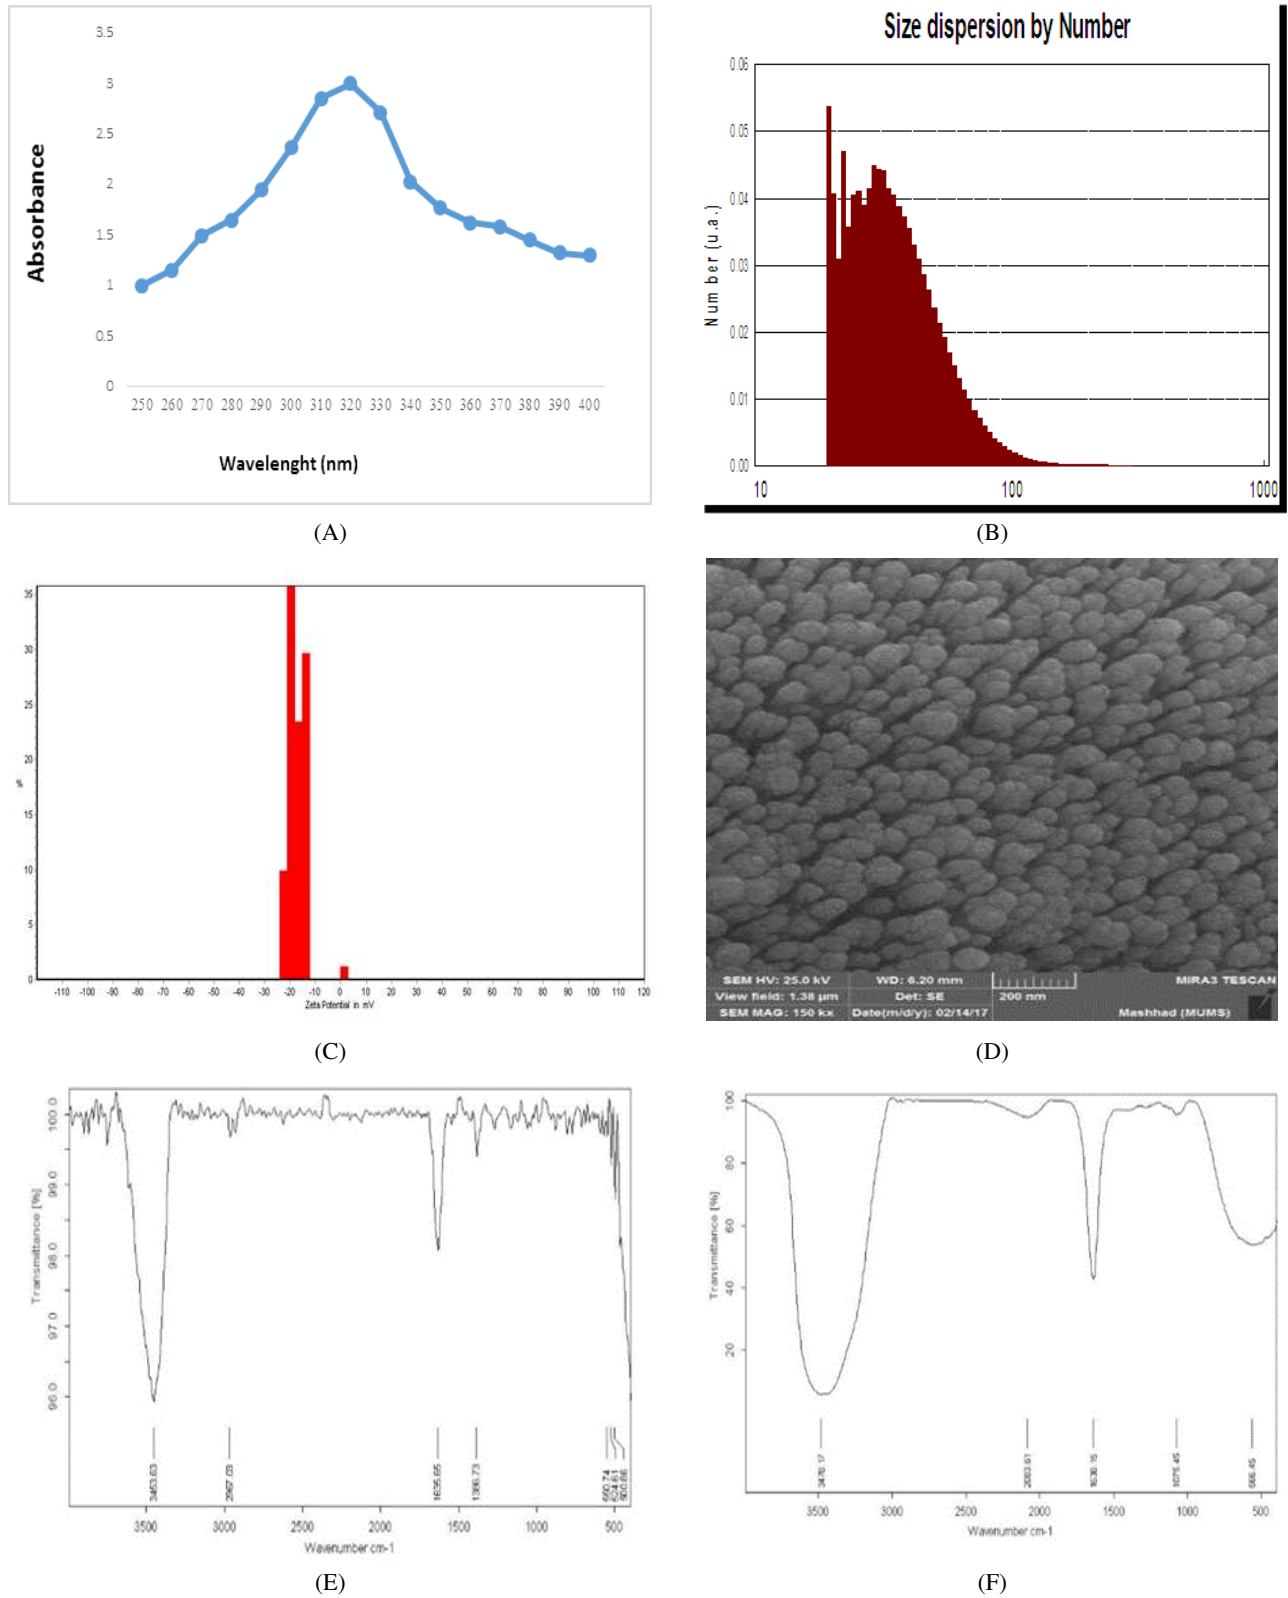 3.5
3
2.5
2
1.5
1
0.5
0
Absorbance
250 260 270 280 290 300 310 320 330 340 350 360 370 380 390 400
Wavelenght (nm)
(A)
Size dispersion by Number
0.06
0.05
0.04
0.03
0.02
0.01
0.00
Number (u.a.)
10 100 1000
(B)
35
30
25
20
15
10
5
0
-110 -100 -90 -80 -70 -60 -50 -40 -30 -20 -10 0 10 20 30 40 50 60 70 80 90 100 110 120
Zeta Potential in mV
(C)
SEM HV: 25.0 kV WD: 6.20 mm MIRA3 TESCAN
View field: 1.38 µm Det: SE 200 nm
SEM MAG: 150 kx Date(m/d/y): 02/14/17 Mashhad (MUMS)
(D)
100.0
99.0
98.0
97.0
96.0
Transmittance [%]
3453.63
2967.03
1635.65
1386.73
550.74
524.61
500.86
3500 3000 2500 2000 1500 1000 500
Wavenumber cm-1
(E)
100
80
60
40
20
Transmittance [%]
3478.17
2083.61
1638.15
1075.45
566.45
3500 3000 2500 2000 1500 1000 500
Wavenumber cm-1
(F)